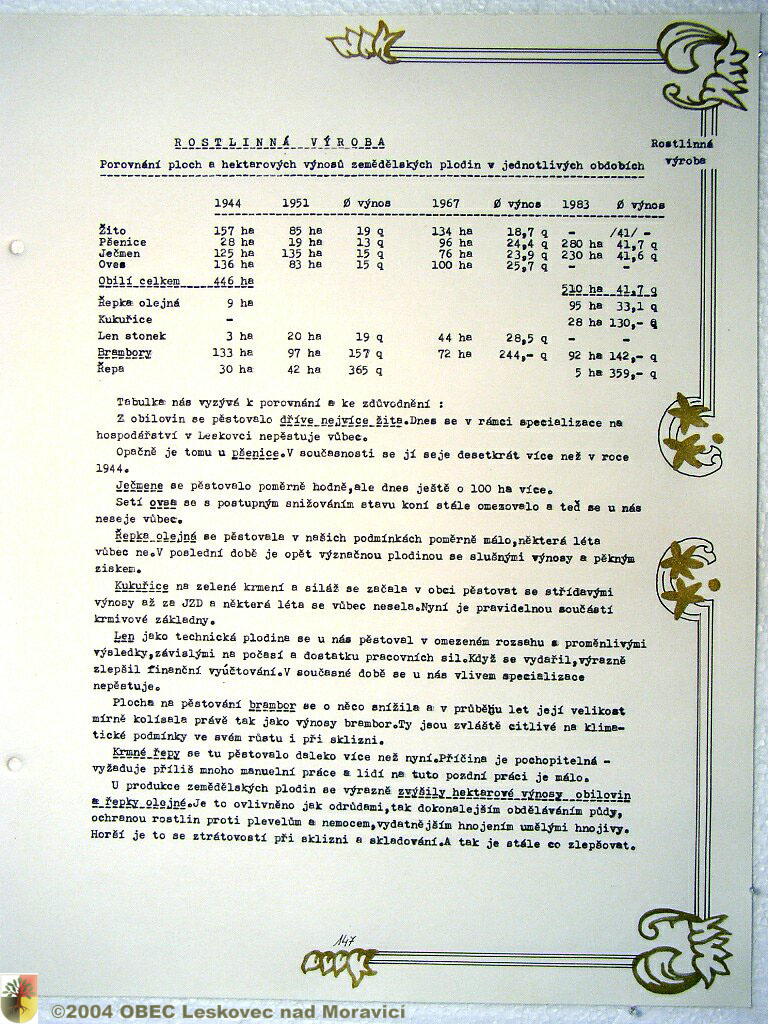 ROSTLINNÁ VÝROBA
Rostlinná
výroba
Porovnání ploch a hektarových výnosů zemědělských plodin v jednotlivých obdobích
1944 1951 Ø výnos 1967 Ø výnos 1983 Ø výnos
Žito 157 ha 85 ha 19 q 134 ha 18,7 q - /41/ -
Pšenice 28 ha 19 ha 13 q 96 ha 24,4 q 280 ha 41,7 q
Ječmen 125 ha 135 ha 15 q 76 ha 23,9 q 230 ha 41,6 q
Oves 136 ha 83 ha 15 q 100 ha 25,7 q - -
Obilí celkem 446 ha 510 ha 41,7 q
Řepka olejná 9 ha 95 ha 33,1 q
Kukuřice - 28 ha 130,- q
Len stonek 3 ha 20 ha 19 q 44 ha 28,5 q - -
Brambory 133 ha 97 ha 157 q 72 ha 244,- q 92 ha 142,- q
Řepa 30 ha 42 ha 365 q 5 ha 359,- q
Tabulka nás vyzývá k porovnání a ke zdůvodnění :
Z obilovin se pěstovalo dříve nejvíce žita.Dnes se v rámci specializace na
hospodářství v Leskovci nepěstuje vůbec.
Opačně je tomu u pšenice.V současnosti se jí seje desetkrát více než v roce
1944.
Ječmene se pěstovalo poměrně hodně,ale dnes ještě o 100 ha více.
Setí ovsa se s postupným snižováním stavu koní stále omezovalo a teď se u nás
neseje vůbec.
Řepka olejná se pěstovala v našich podmínkách poměrně málo,některá léta
vůbec ne.V poslední době je opět význačnou plodinou se slušnými výnosy a pěkným
ziskem.
Kukuřice na zelené krmení a siláž se začala v obci pěstovat se střídavými
výnosy až za JZD a některá léta se vůbec nesela.Nyní je pravidelnou součástí
krmivové základny.
Len jako technická plodina se u nás pěstoval v omezeném rozsahu s proměnlivými
výsledky,závislými na počasí a dostatku pracovních sil.Když se vydařil,výrazně
zlepšil finanční vyúčtování.V současné době se u nás vlivem specializace
nepěstuje.
Plocha na pěstování brambor se o něco snížila a v průběhu let její velikost
mírně kolísala právě tak jako výnosy brambor.Ty jsou zvláště citlivé na klima-
tické podmínky ve svém růstu i při sklizni.
Krmné řepy se tu pěstovalo daleko více než nyní.Příčina je pochopitelná -
vyžaduje příliš mnoho manuelní práce a lidí na tuto pozdní práci je málo.
U produkce zemědělských plodin se výrazně zvýšily hektarové výnosy obilovin
a řepky olejné.Je to ovlivněno jak odrůdami,tak dokonalejším obděláváním půdy,
ochranou rostlin proti plevelům a nemocem,vydatnějším hnojením umělými hnojivy.
Horší je to se ztrátovostí při sklizni a skladování.A tak je stále co zlepšovat.
147
©2004 OBEC Leskovec nad Moravicí